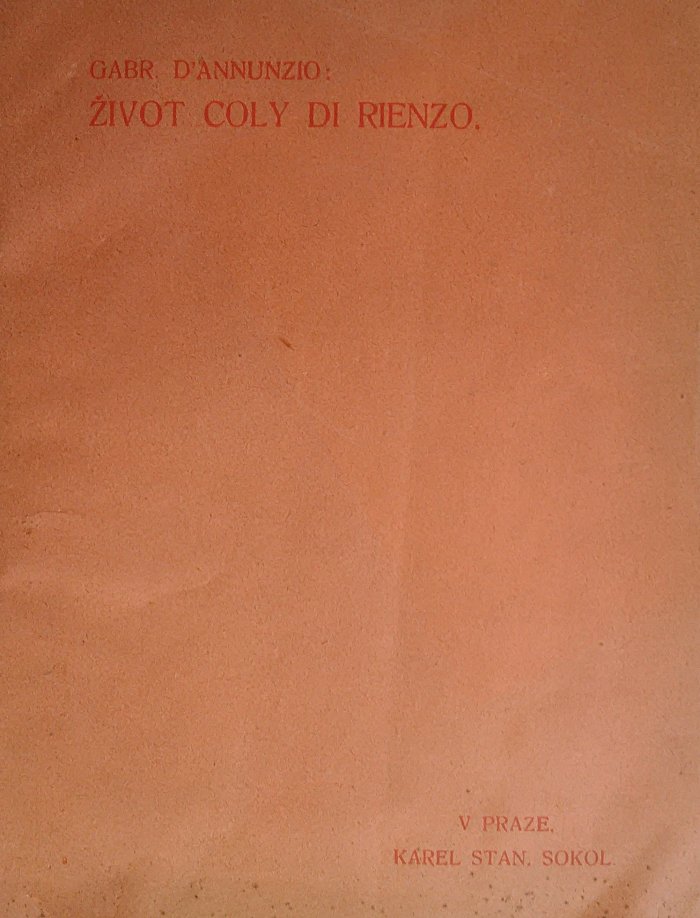 GABR. D'ANNUNZIO:
ŽIVOT COLY DI RIENZO.
V PRAZE.
KAREL STAN. SOKOL